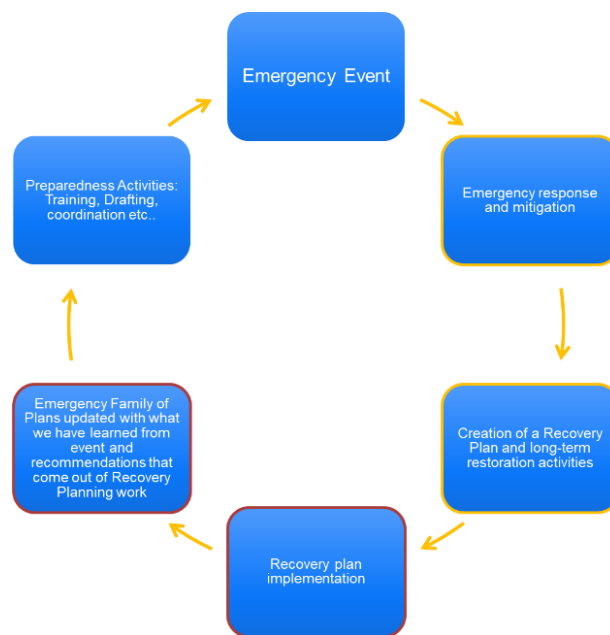 Emergency Event
Emergency response
and mitigation
Creation of a Recovery
Plan and long-term
restoration activities
Recovery plan
implementation
Emergency Family of
Plans updated with what
we have learned from
event and
recommendations that
come out of Recovery
Planning work
Preparedness Activities:
Training, Drafting,
coordination etc..